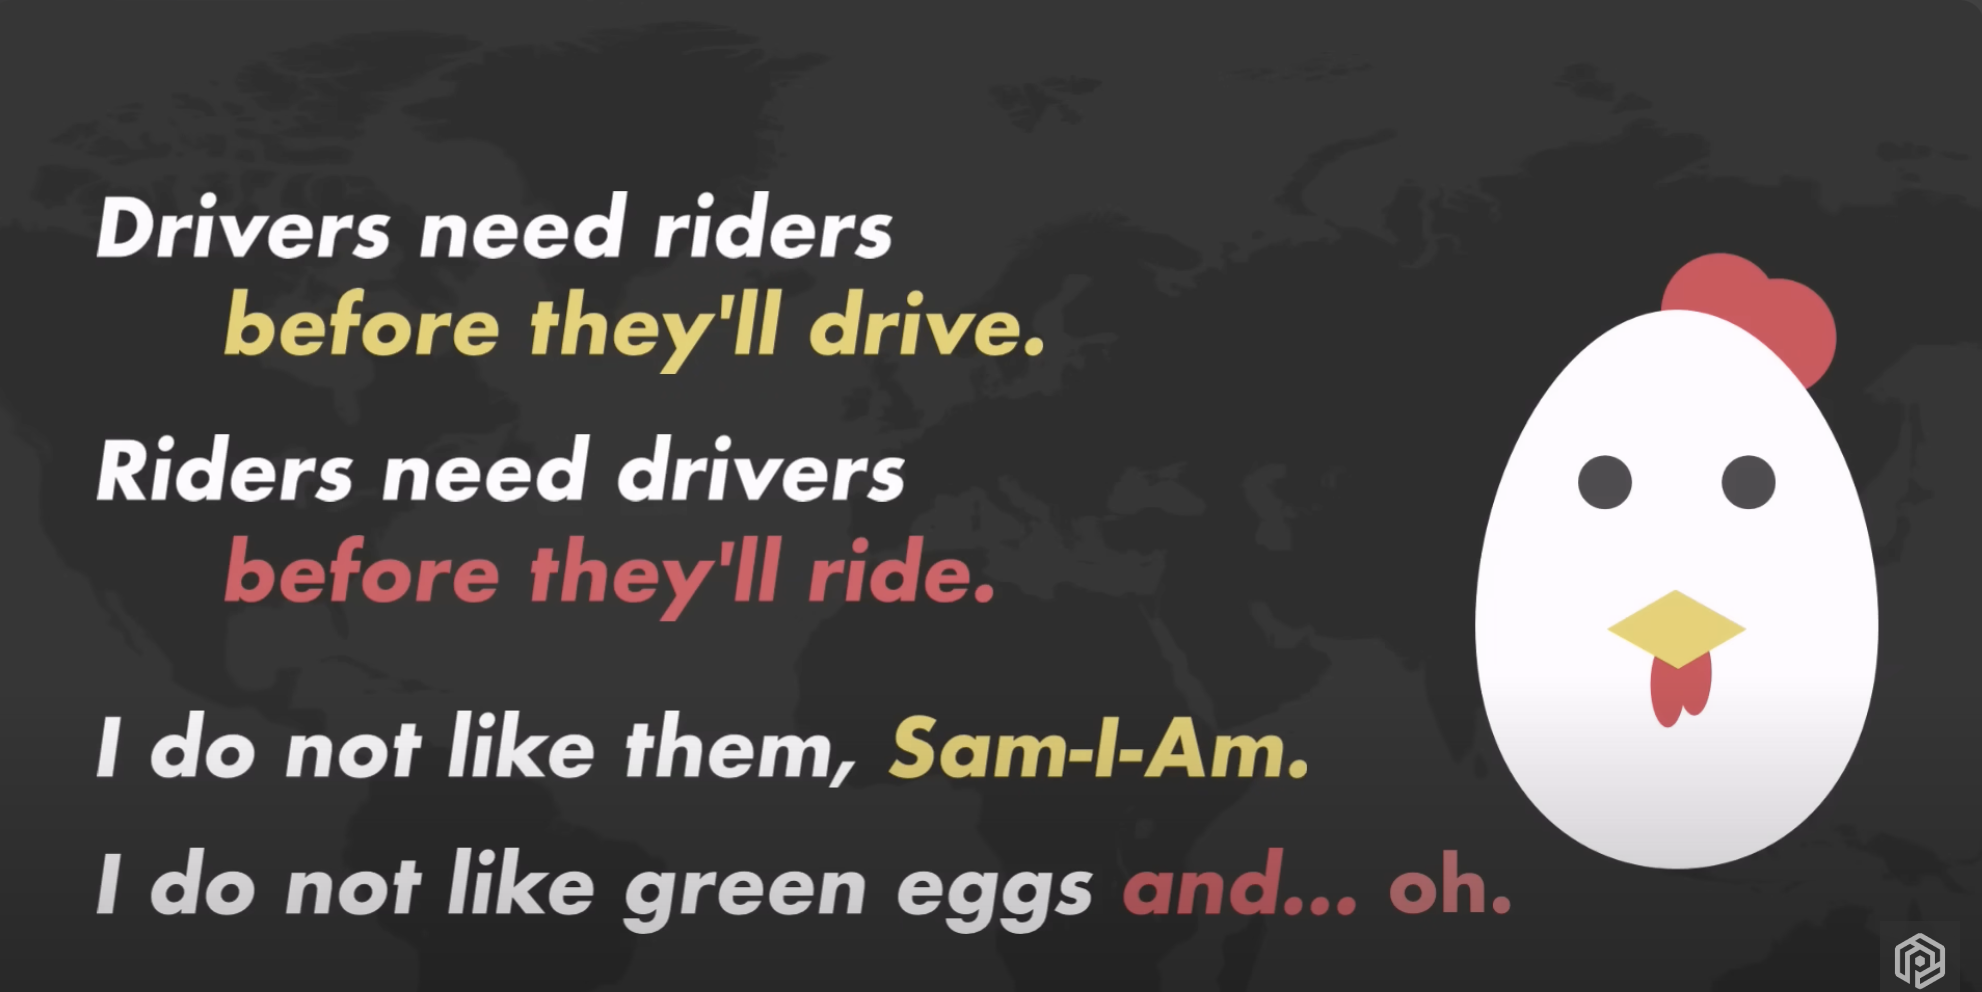 Drivers need riders
before they'll drive.
Riders need drivers
before they'll ride.
I do not like them, Sam-I-Am.
I do not like green eggs and... oh.